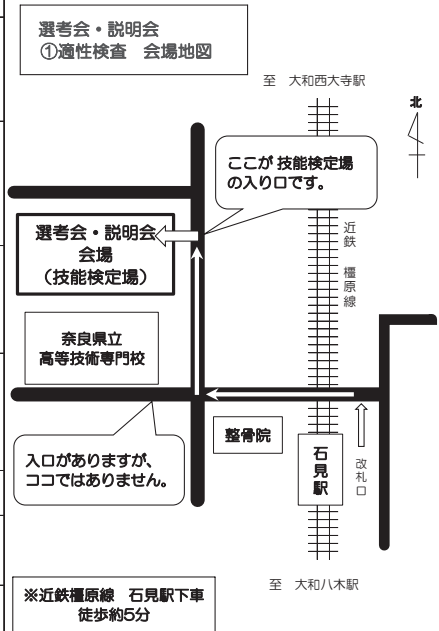 選考会・説明会
①適性検査　会場地図
至　大和西大寺駅
北
ここが 技能検定場
の入り口です。
選考会・説明会
会場
（技能検定場）
近鉄　橿原線
奈良県立
高等技術専門校
整骨院
入口がありますが、
ココではありません。
石見駅
改札口
至　大和八木駅
※近鉄橿原線　石見駅下車
徒歩約5分